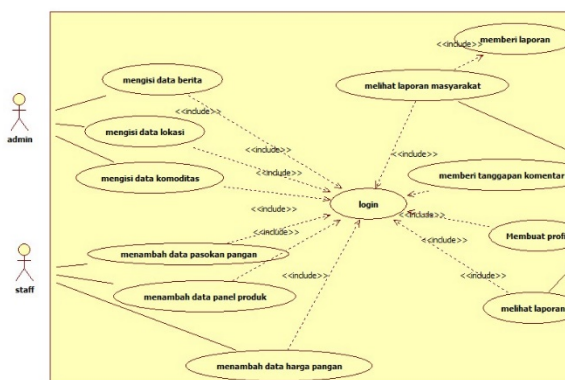 memberi laporan
<<include>>
mengisi data berita
melihat laporan masyarakat
<<include>>
admin
mengisi data lokasi
<<include>>
<<include>>
mengisi data komoditas
memberi tanggapan komentar
<<include>>
login
<<include>>
<<include>>
Membuat profi
menambah data pasokan pangan
<<include>>
<<include>>
<<include>>
staff
menambah data panel produk
melihat laporan
menambah data harga pangan